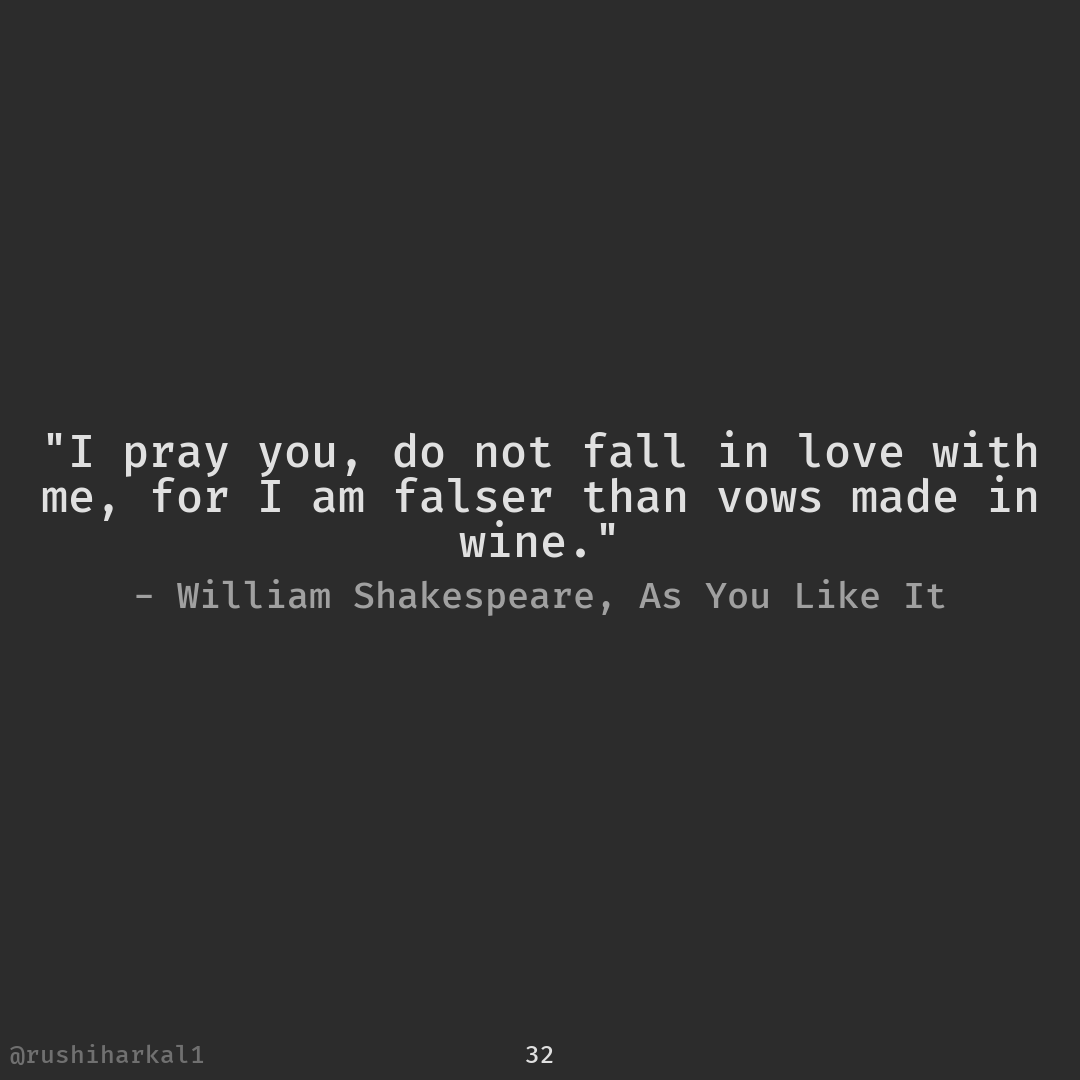 "I pray you, do not fall in love with
me, for I am falser than vows made in
wine."
– William Shakespeare, As You Like It
@rushiharkal1
32